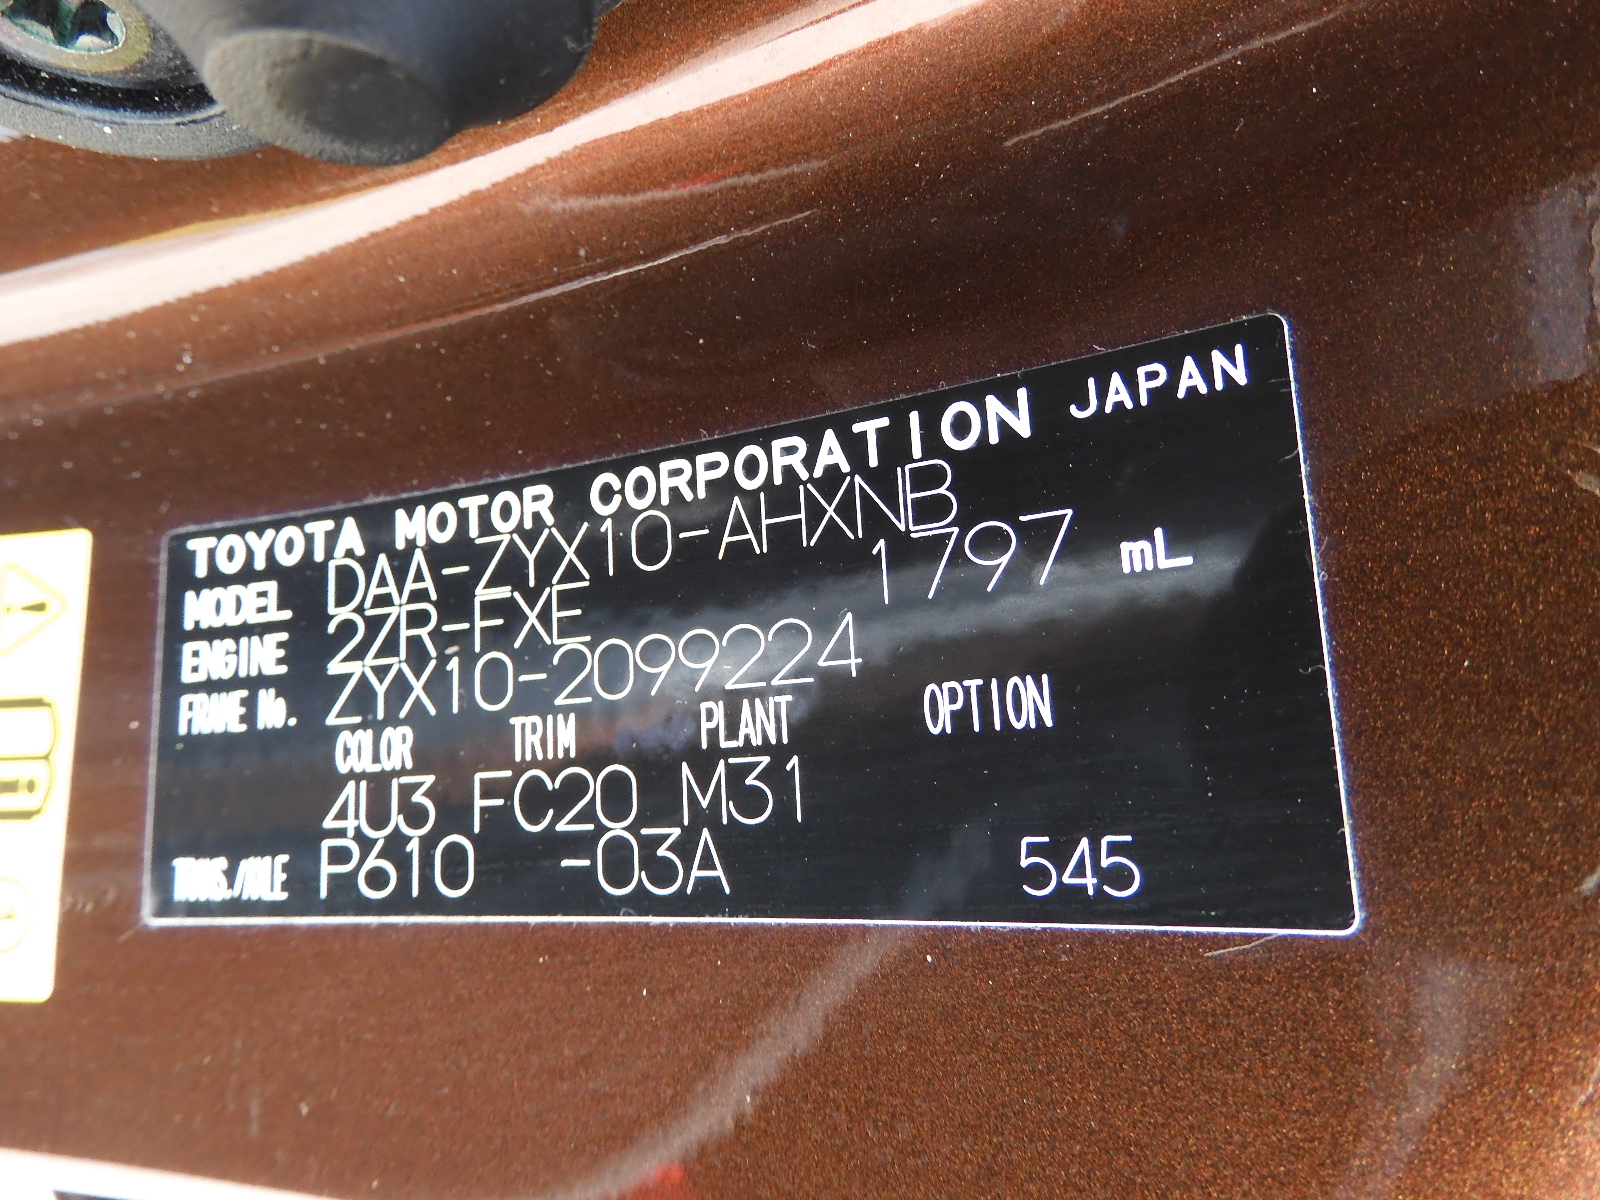 TOYOTA MOTOR CORPORATION JAPAN
MODEL DAA-ZYX10-AHXNB
ENGINE 2ZR-FXE 1797 mL
FRAME No. ZYX10-2099224
COLOR TRIM PLANT OPTION
4U3 FC20 M31
TRANS./AXLE P610 -03A 545